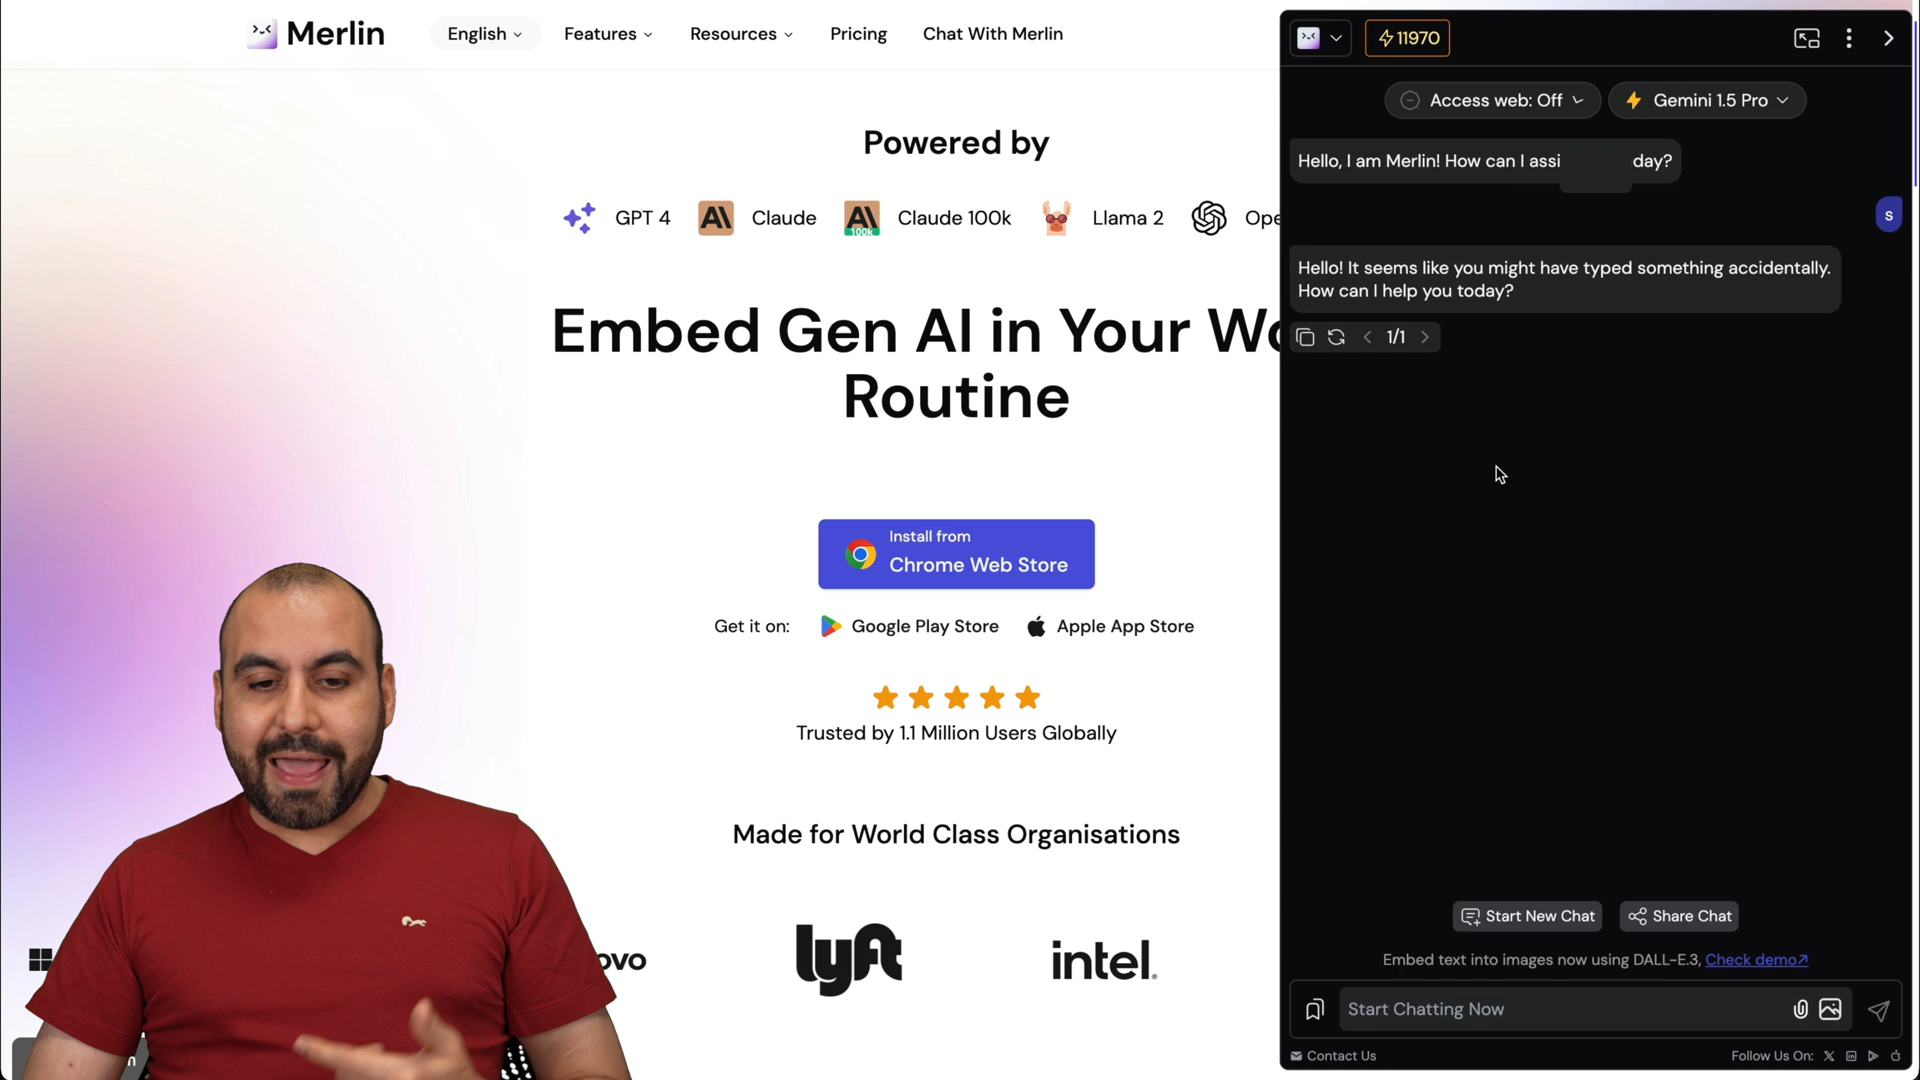 Merlin
English
Features
Resources
Pricing
Chat With Merlin
Powered by
GPT 4
Claude
100k
Claude 100k
Llama 2
Ope
Embed Gen AI in Your Wo
Routine
Install from
Chrome Web Store
Get it on:
Google Play Store
Apple App Store
Trusted by 1.1 Million Users Globally
Made for World Class Organisations
ovo
lyft
intel
11970
Access web: Off
Gemini 1.5 Pro
Hello, I am Merlin! How can I assi day?
s
Hello! It seems like you might have typed something accidentally.
How can I help you today?
1/1
Start New Chat
Share Chat
Embed text into images now using DALL-E.3, Check demo↗
Start Chatting Now
Contact Us
Follow Us On: